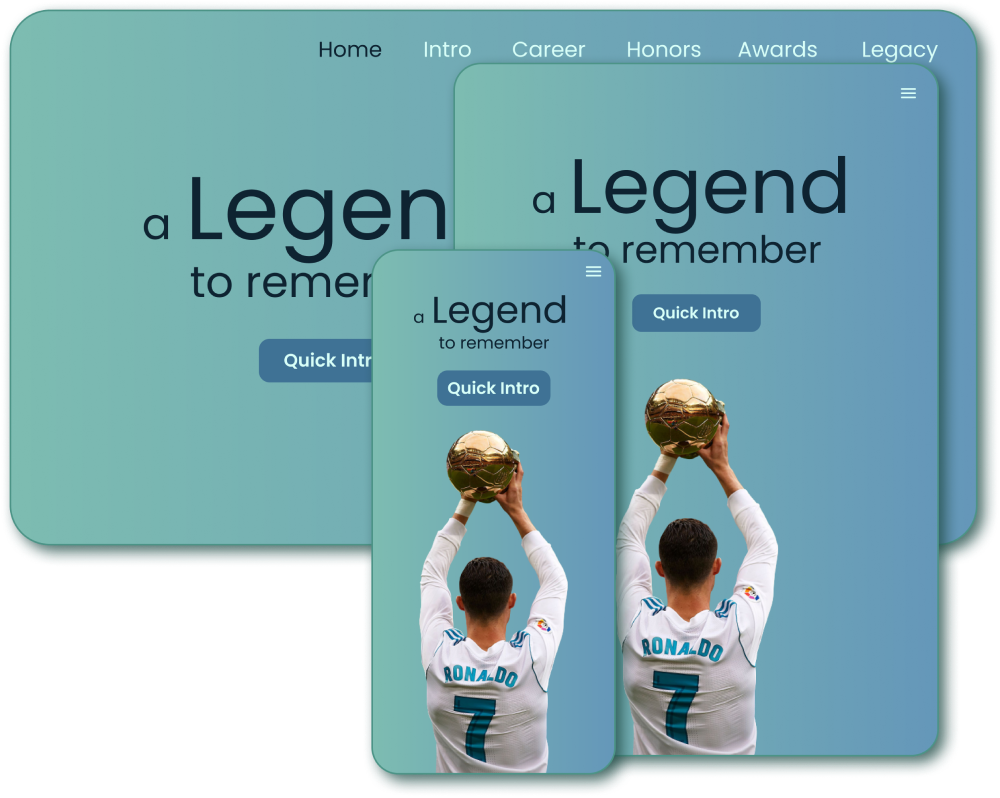 Home Intro Career Honors Awards Legacy
a Legen
to remer
Quick Intr
a Legend
to remember
Quick Intro
RONALDO
7
a Legend
to remember
Quick Intro
RONALDO
7